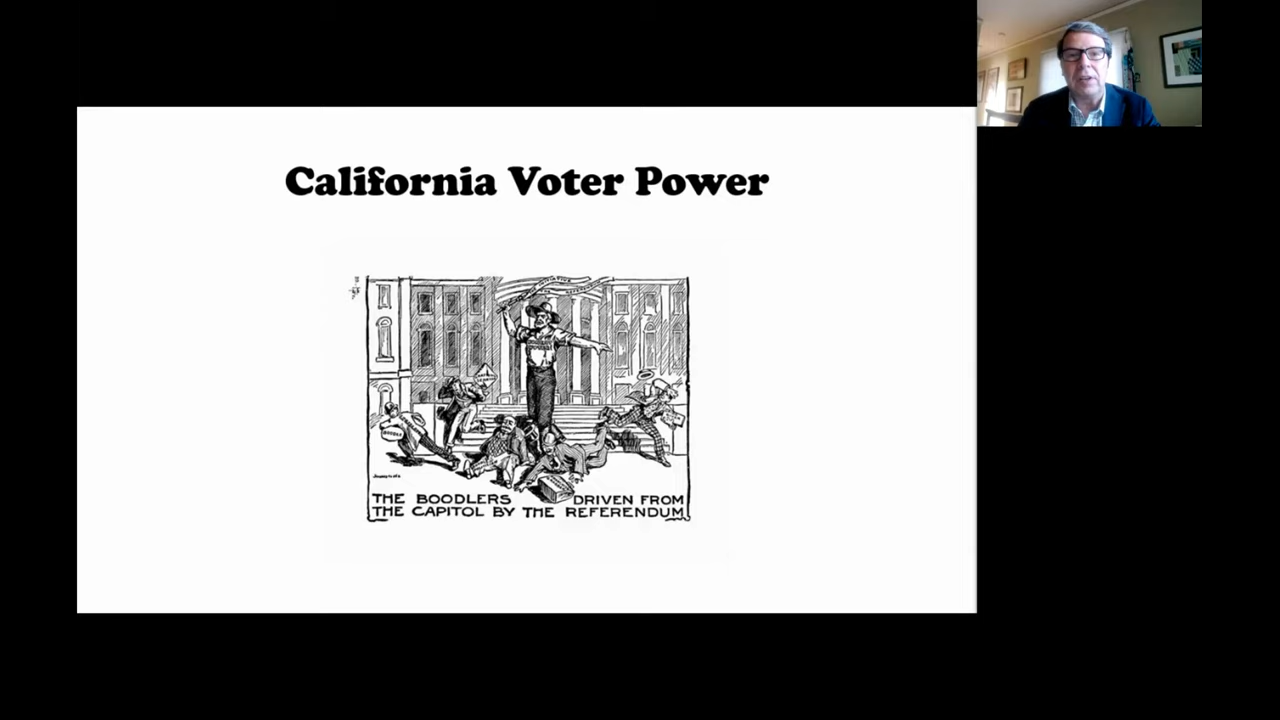 California Voter Power
THE BOODLERS DRIVEN FROM
THE CAPITOL BY THE REFERENDUM